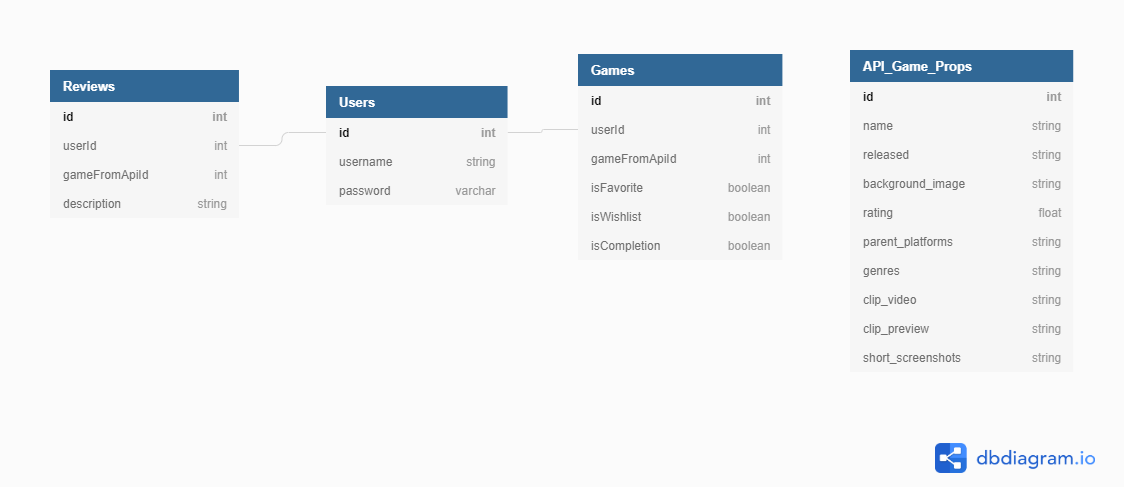 Reviews
id int
userId int
gameFromApiId int
description string
Users
id int
username string
password varchar
Games
id int
userId int
gameFromApiId int
isFavorite boolean
isWishlist boolean
isCompletion boolean
API_Game_Props
id int
name string
released string
background_image string
rating float
parent_platforms string
genres string
clip_video string
clip_preview string
short_screenshots string
dbdiagram.io